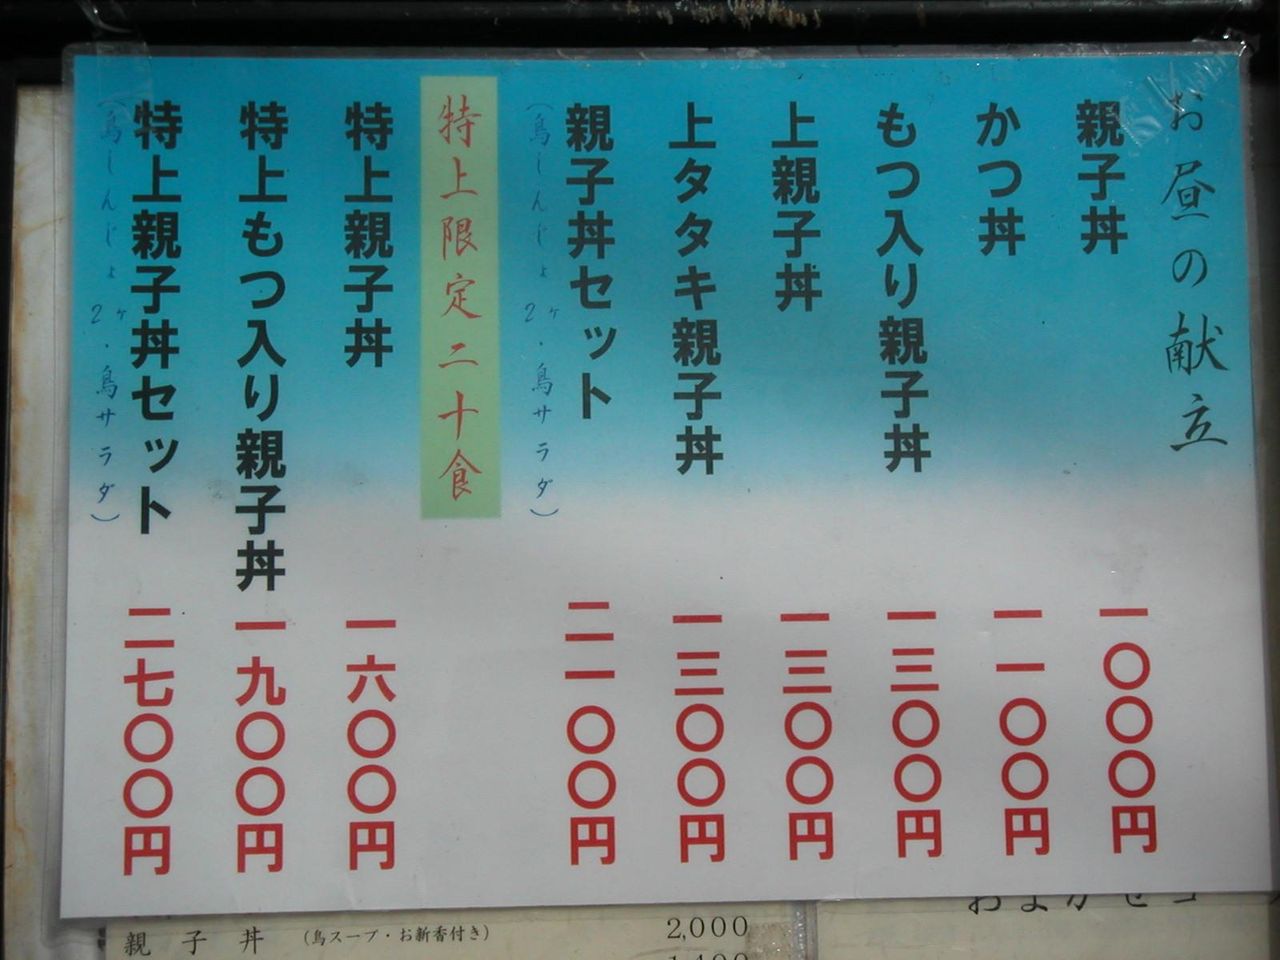 お昼の献立
親子丼 一〇〇〇円
かつ丼 一一〇〇円
もつ入り親子丼 一三〇〇円
上親子丼 一三〇〇円
上タタキ親子丼 一三〇〇円
親子丼セット 二一〇〇円
(鳥しんじょ2ヶ・鳥サラダ)
特上限定二十食
特上親子丼 一六〇〇円
特上もつ入り親子丼 一九〇〇円
特上親子丼セット 二七〇〇円
(鳥しんじょ2ヶ・鳥サラダ)
親子丼 (鳥スープ・お新香付き) 2,000
おまかせコ